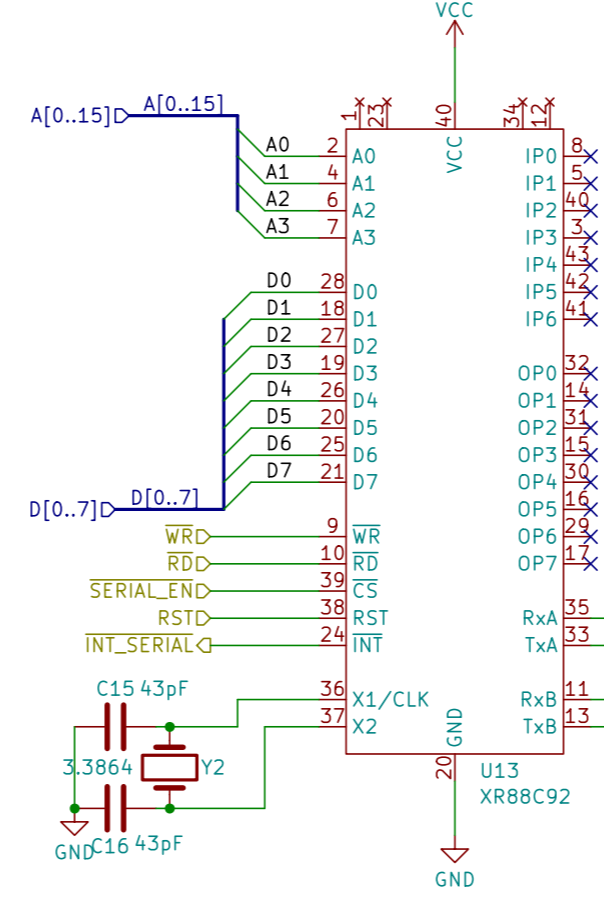 VCC
A[0..15] A[0..15] 1 23 40 34 12
VCC
A0 2 A0 IP0 8
A1 4 A1 IP1 5
A2 6 A2 IP2 40
A3 7 A3 IP3 3
IP4 43
D0 28 D0 IP5 42
D1 18 D1 IP6 41
D2 27 D2
D3 19 D3 OP0 32
D4 26 D4 OP1 14
D5 20 D5 OP2 31
D6 25 D6 OP3 15
D7 21 D7 OP4 30
D[0..7] D[0..7] OP5 16
WR 9 WR OP6 29
RD 10 RD OP7 17
SERIAL_EN 39 CS
RST 38 RST RxA 35
INT_SERIAL 24 INT TxA 33
C15 43pF 36 X1/CLK RxB 11
37 X2 TxB 13
GND
3.3864 Y2 20 U13
XR88C92
GND C16 43pF
GND